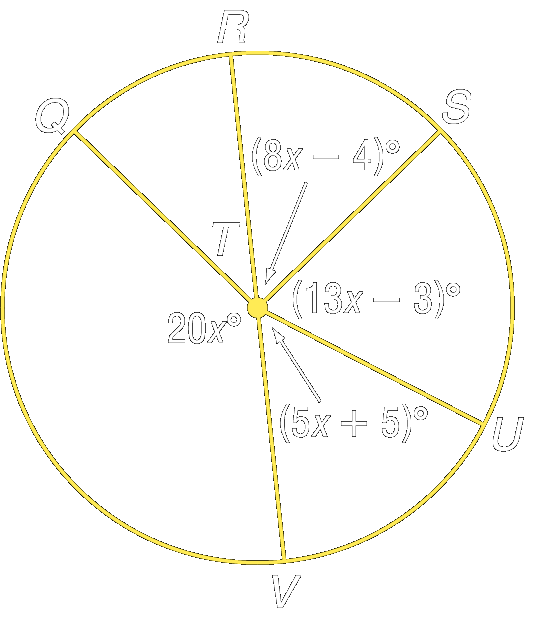 R
Q
S
(8x − 4)°
T
(13x − 3)°
20x°
(5x + 5)°
U
V